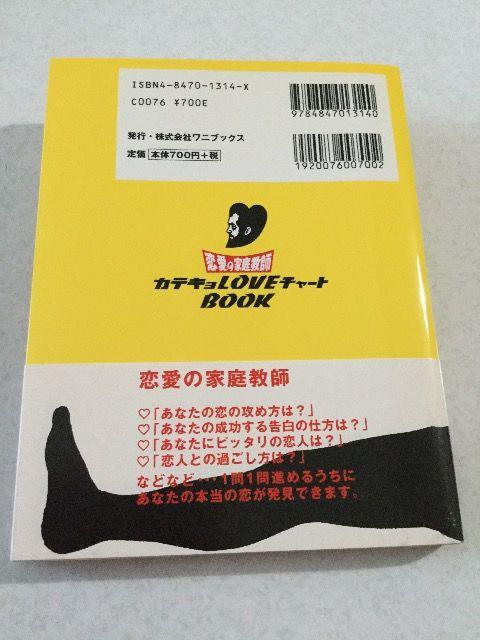 ISBN4-8470-1314-X
C0076 ¥700E
発行・株式会社ワニブックス
定価 本体700円+税
9784847013140
1920076007002
恋愛の家庭教師
カテキョLOVEチャート
BOOK
恋愛の家庭教師
♡「あなたの恋の攻め方は?」
♡「あなたの成功する告白の仕方は?」
♡「あなたにピッタリの恋人は?」
♡「恋人との過ごし方は?」
などなど・・・1問1問進めるうちに
あなたの本当の恋が発見できます。